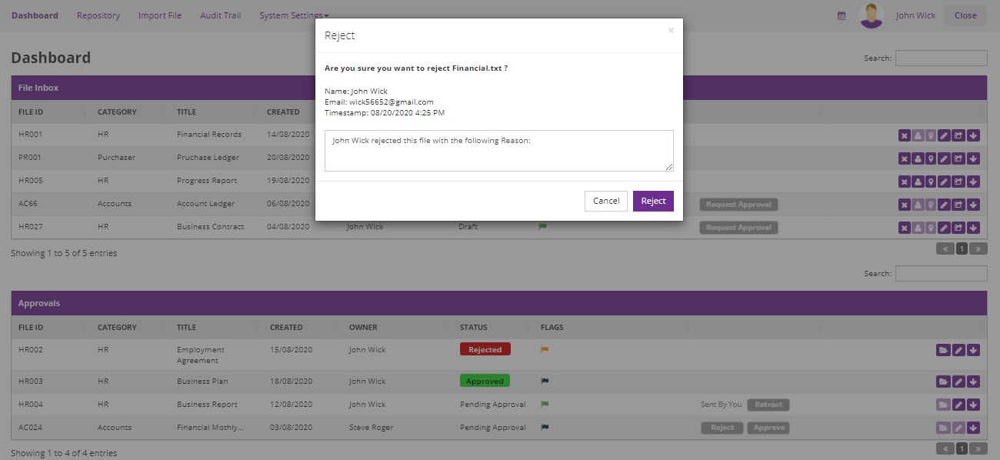 Dashboard Repository Import File Audit Trail System Settings John Wick Close
Reject ×
Dashboard
Search:
Are you sure you want to reject Financial.txt ?
File Inbox
Name: John Wick
Email: wick56652@gmail.com
Timestamp: 08/20/2020 4:25 PM
FILE ID CATEGORY TITLE CREATED
HR001 HR Financial Records 14/08/2020
John Wick rejected this file with the following Reason:
PR001 Purchaser Pruchase Ledger 20/08/2020
HR005 HR Progress Report 19/08/2020
Cancel Reject
AC66 Accounts Account Ledger 06/08/2020 Request Approval
HR027 HR Business Contract 04/08/2020 John Wick Draft Request Approval
Showing 1 to 5 of 5 entries « 1 »
Search:
Approvals
FILE ID CATEGORY TITLE CREATED OWNER STATUS FLAGS
HR002 HR Employment 15/08/2020 John Wick Rejected
Agreement
HR003 HR Business Plan 18/08/2020 John Wick Approved
HR004 HR Business Report 12/08/2020 John Wick Pending Approval Sent By You Retract
AC024 Accounts Financial Mothly... 03/08/2020 Steve Roger Pending Approval Reject Approve
Showing 1 to 4 of 4 entries « 1 »